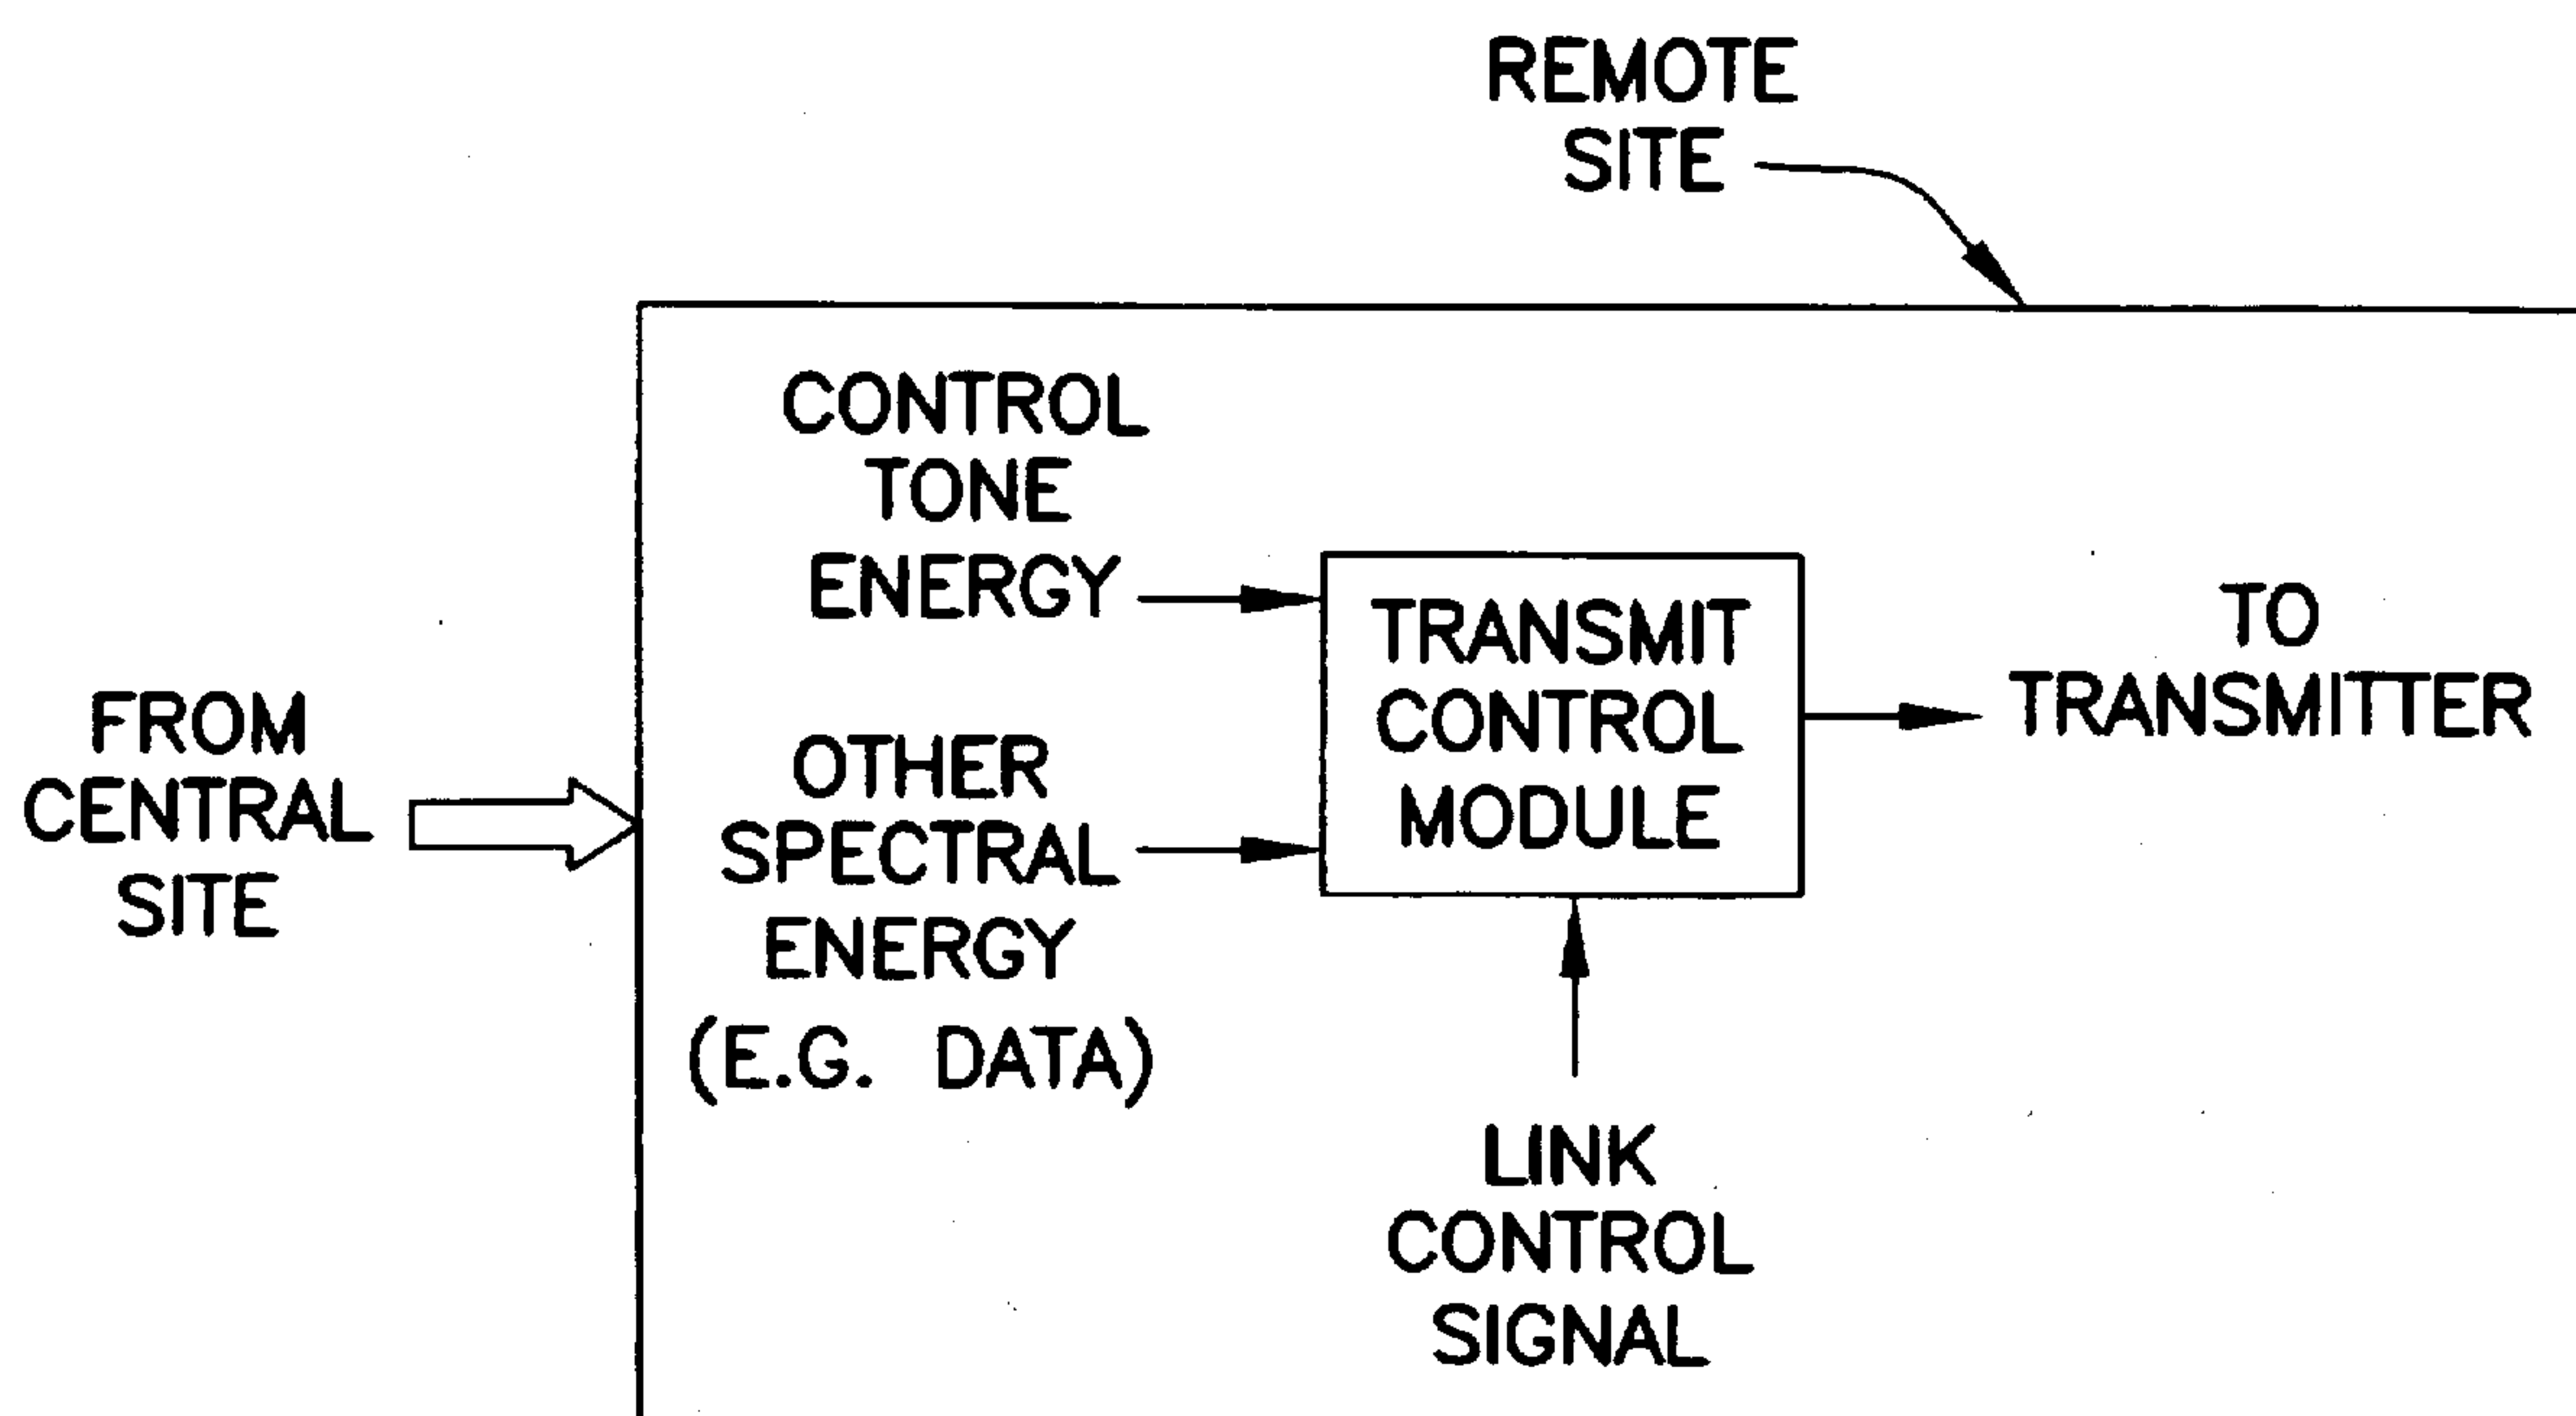 REMOTE
SITE
CONTROL
TONE
ENERGY
FROM
CENTRAL
SITE
OTHER
SPECTRAL
ENERGY
(E.G. DATA)
TRANSMIT
CONTROL
MODULE
TO
TRANSMITTER
LINK
CONTROL
SIGNAL